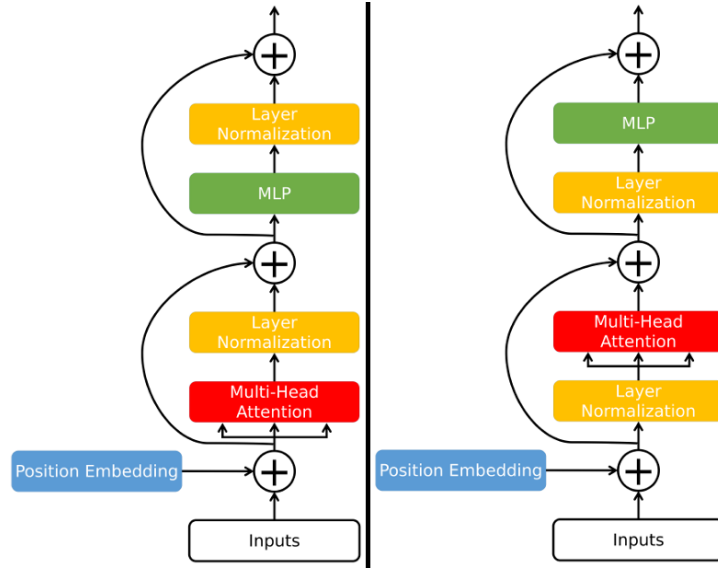 Layer
Normalization
MLP
Layer
Normalization
Multi-Head
Attention
Position Embedding
Inputs
MLP
Layer
Normalization
Multi-Head
Attention
Layer
Normalization
Position Embedding
Inputs